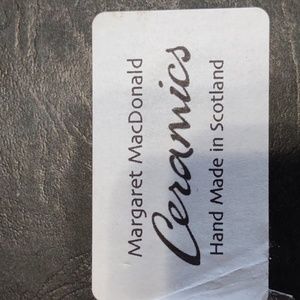 Margaret MacDonald
Ceramics
Hand Made in Scotland